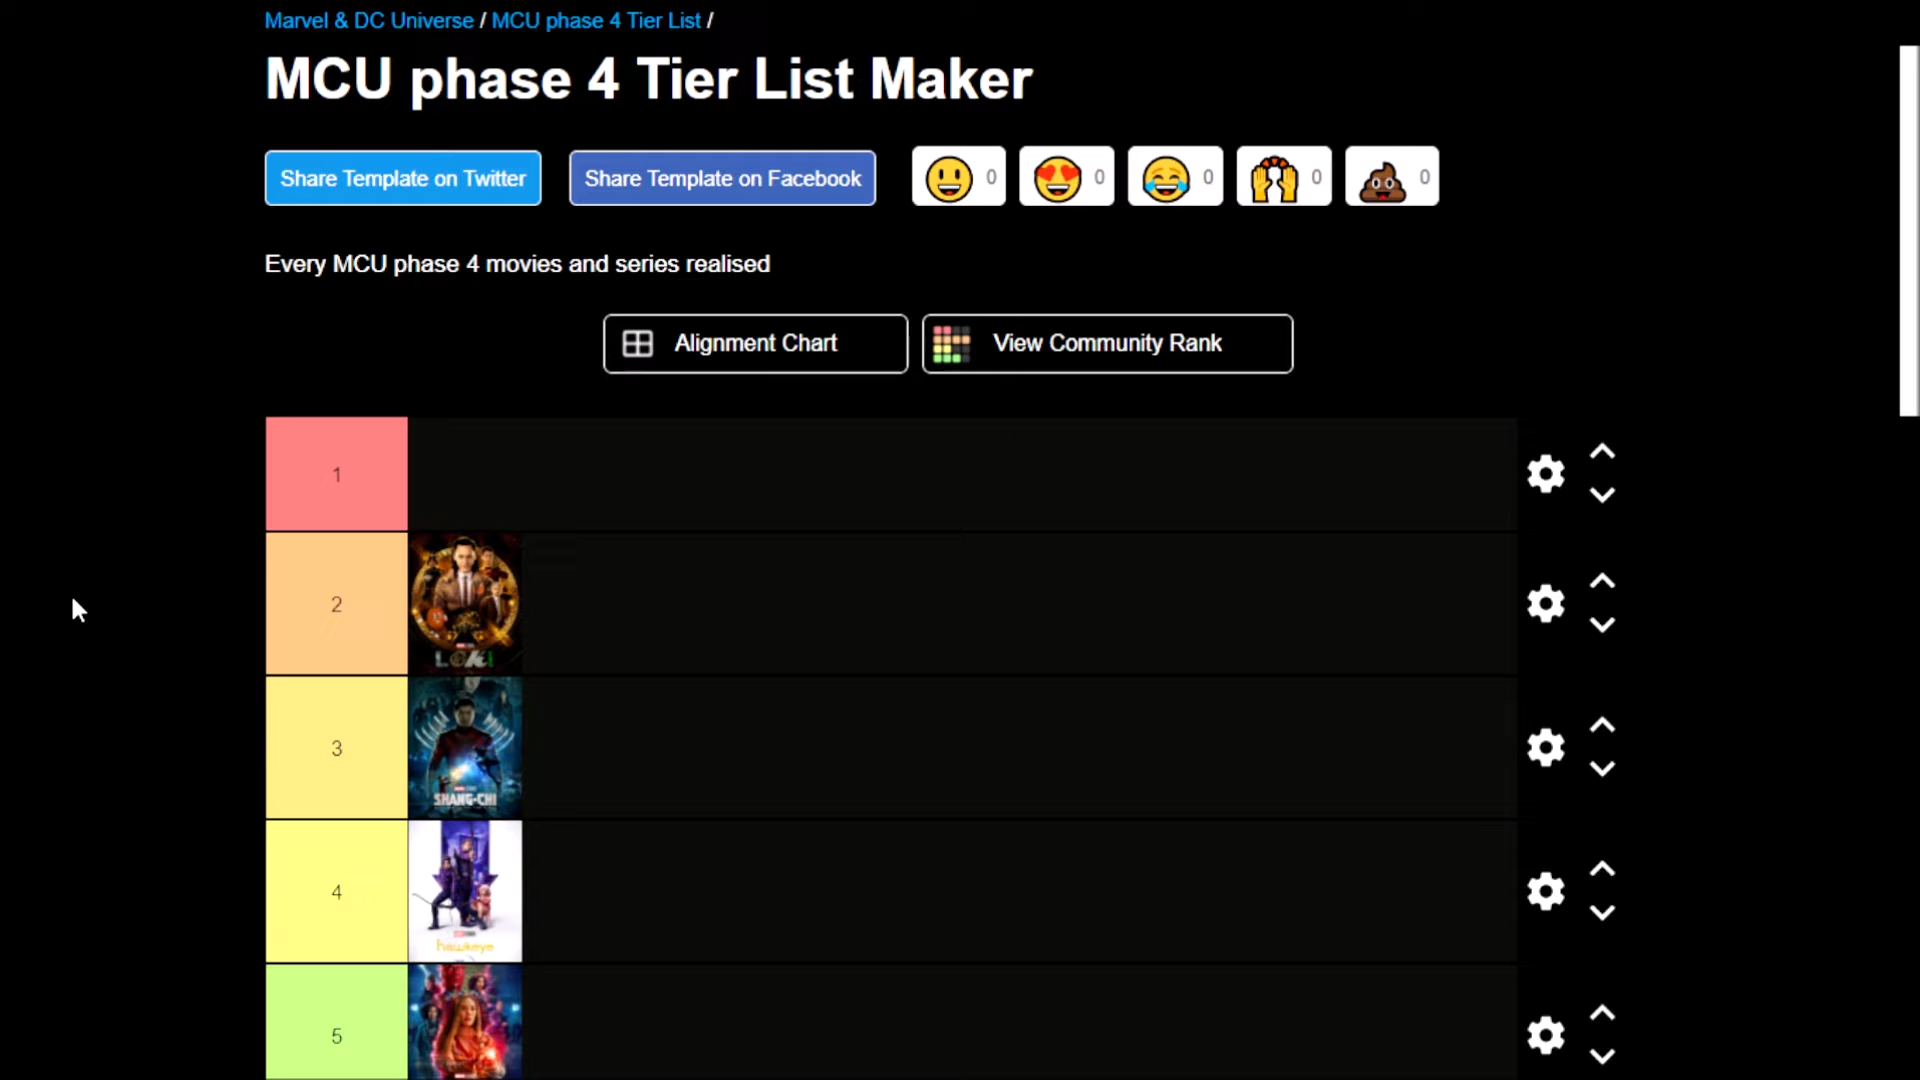 Marvel & DC Universe / MCU phase 4 Tier List /
MCU phase 4 Tier List Maker
Share Template on Twitter
Share Template on Facebook
0
0
0
0
0
Every MCU phase 4 movies and series realised
Alignment Chart
View Community Rank
1
2
LOKI
3
SHANG-CHI
4
hawkeye
5